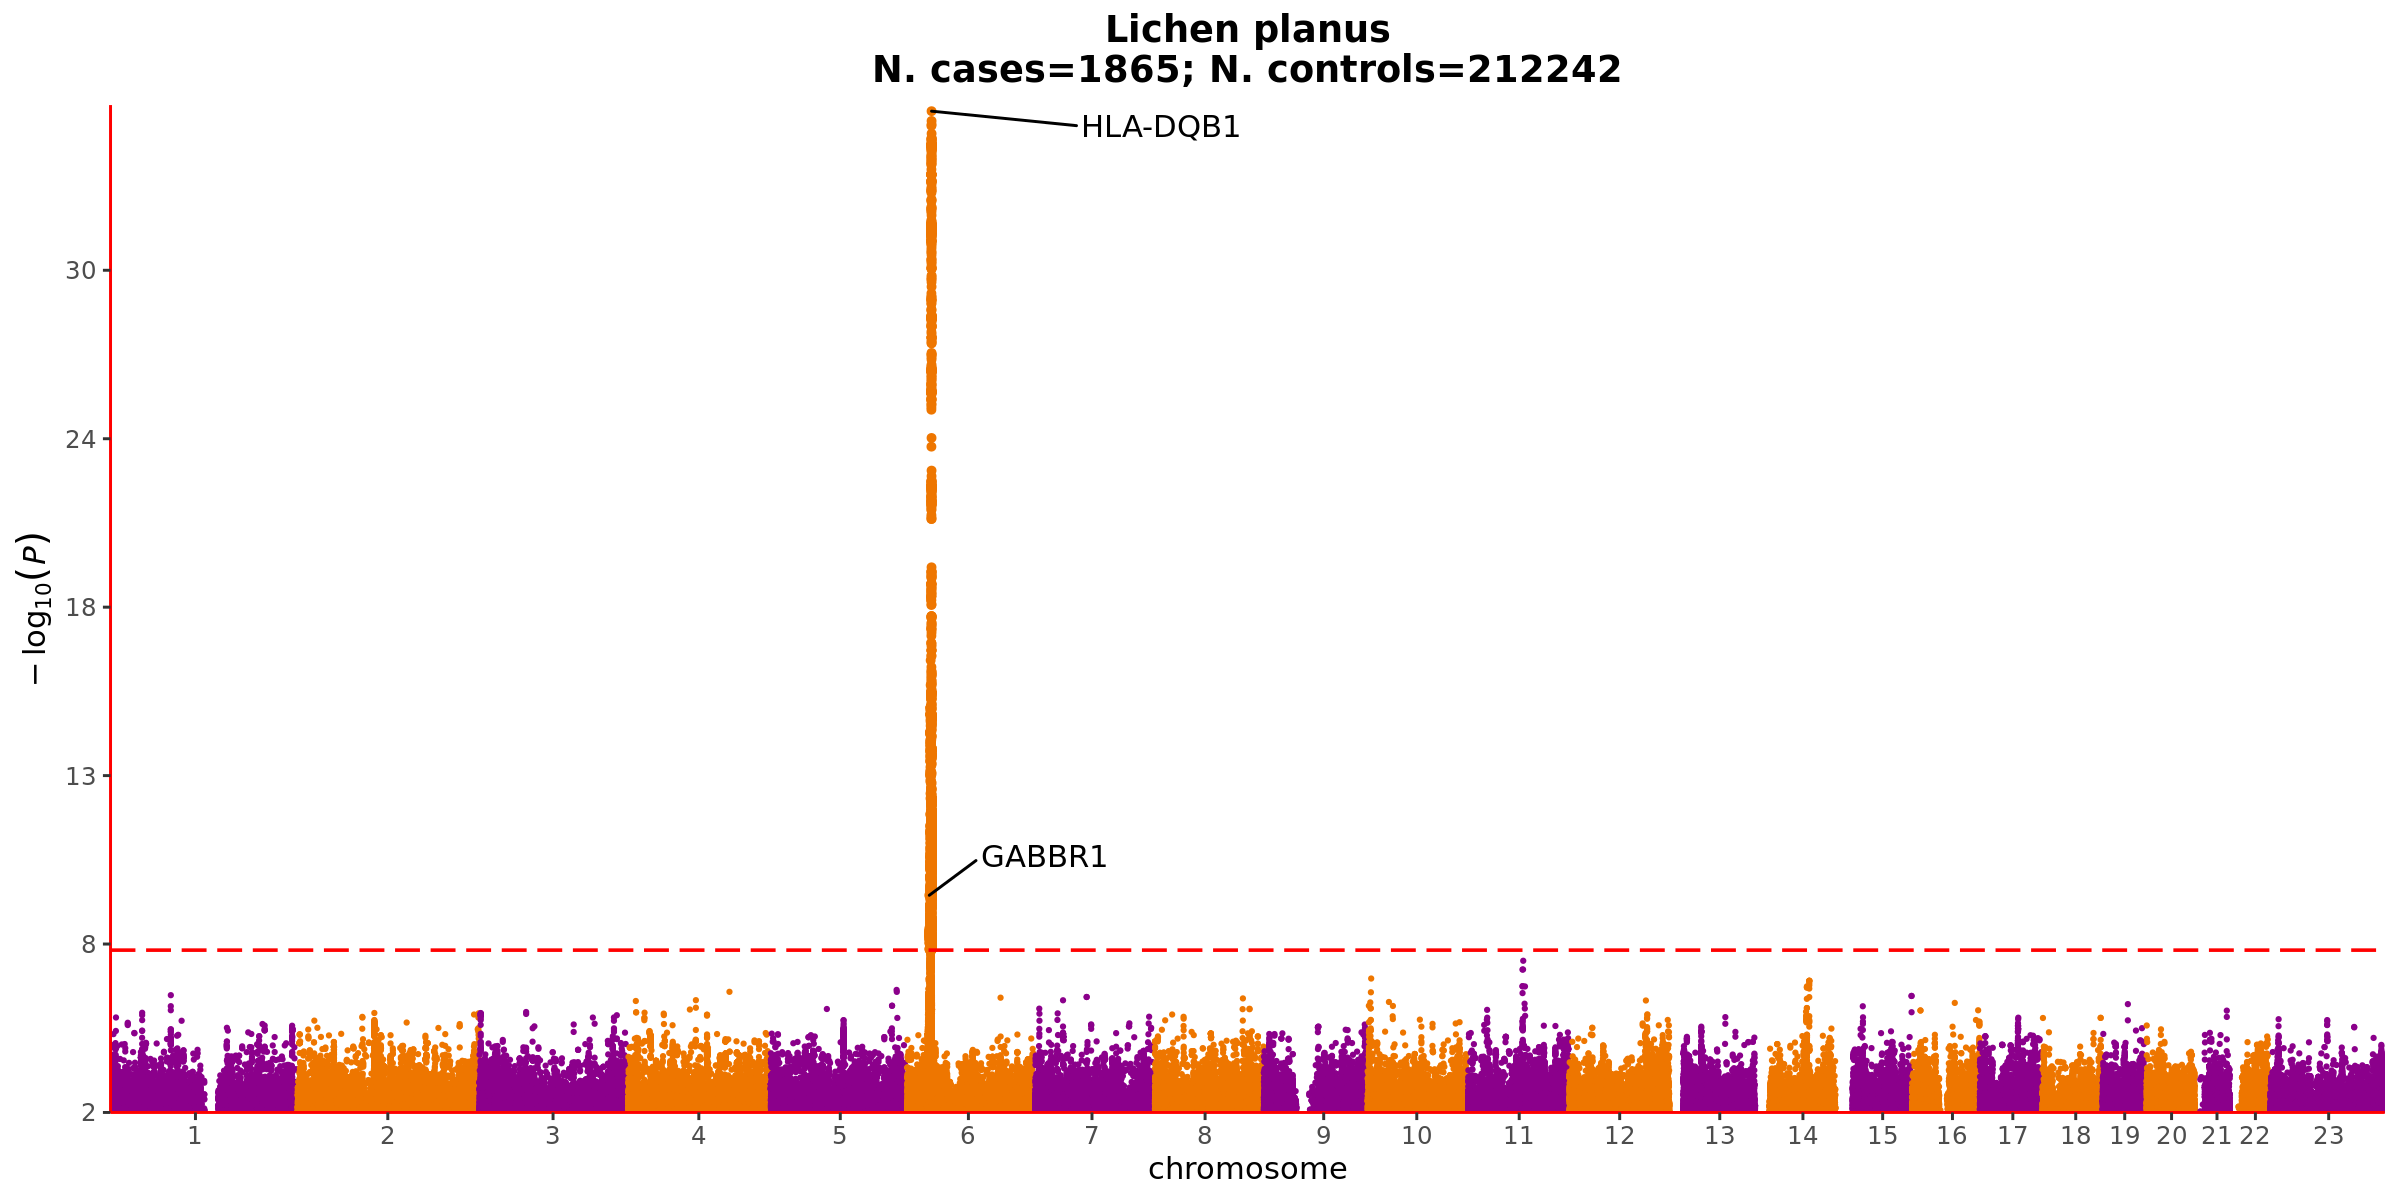 Lichen planus
N. cases=1865; N. controls=212242
HLA-DQB1
30
24
18
13
8
2
−log10(P)
GABBR1
1 2 3 4 5 6 7 8 9 10 11 12 13 14 15 16 17 18 19 20 21 22 23
chromosome